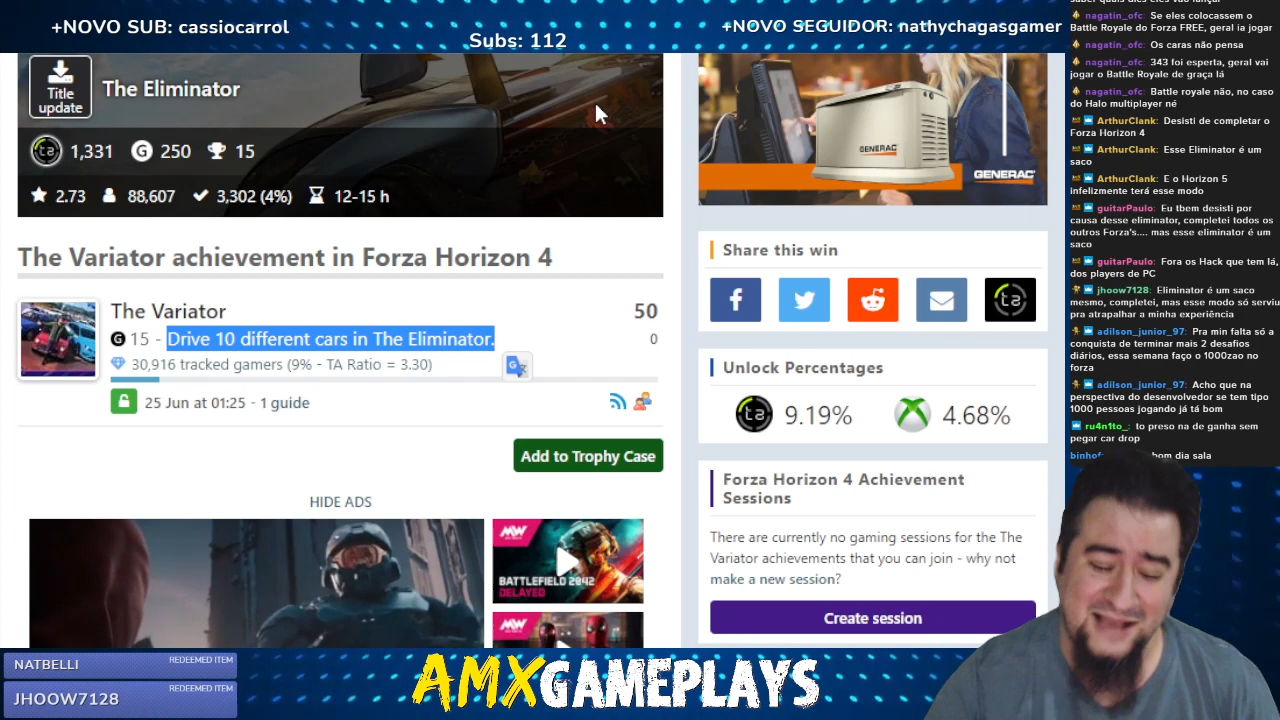 +NOVO SUB: cassiocarrol
Subs: 112
+NOVO SEGUIDOR: nathychagasgamer
Title
update
The Eliminator
ta 1,331 G 250 15
2.73 88,607 3,302 (4%) 12-15 h
The Variator achievement in Forza Horizon 4
The Variator
50
G 15 - Drive 10 different cars in The Eliminator.
0
30,916 tracked gamers (9% - TA Ratio = 3.30)
25 Jun at 01:25 - 1 guide
Add to Trophy Case
HIDE ADS
MW
BATTLEFIELD 2042
DELAYED
MW
GENERAC
GENERAC
Share this win
ta
Unlock Percentages
ta 9.19% 4.68%
Forza Horizon 4 Achievement
Sessions
There are currently no gaming sessions for the The
Variator achievements that you can join - why not
make a new session?
Create session
nagatin_ofc: Se eles colocassem o
Battle Royale do Forza FREE, geral ia jogar
nagatin_ofc: Os caras não pensa
nagatin_ofc: 343 foi esperta, geral vai
jogar o Battle Royale de graça lá
nagatin_ofc: Battle royale não, no caso
do Halo multiplayer né
ArthurClank: Desisti de completar o
Forza Horizon 4
ArthurClank: Esse Eliminator é um
saco
ArthurClank: E o Horizon 5
infelizmente terá esse modo
guitarPaulo: Eu tbem desisti por
causa desse eliminator, completei todos os
outros Forza's.... mas esse eliminator é um
saco
guitarPaulo: Fora os Hack que tem lá,
dos players de PC
jhoow7128: Eliminator é um saco
mesmo, completei, mas esse modo só serviu
pra atrapalhar a minha experiência
adilson_junior_97: Pra min falta só a
conquista de terminar mais 2 desafios
diários, essa semana faço o 1000zao no
forza
adilson_junior_97: Acho que na
perspectiva do desenvolvedor se tem tipo
1000 pessoas jogando já tá bom
ru4n1to_: to preso na de ganha sem
pegar car drop
bom dia sala
NATBELLI
REDEEMED ITEM
JHOOW7128
REDEEMED ITEM
AMXGAMEPLAYS